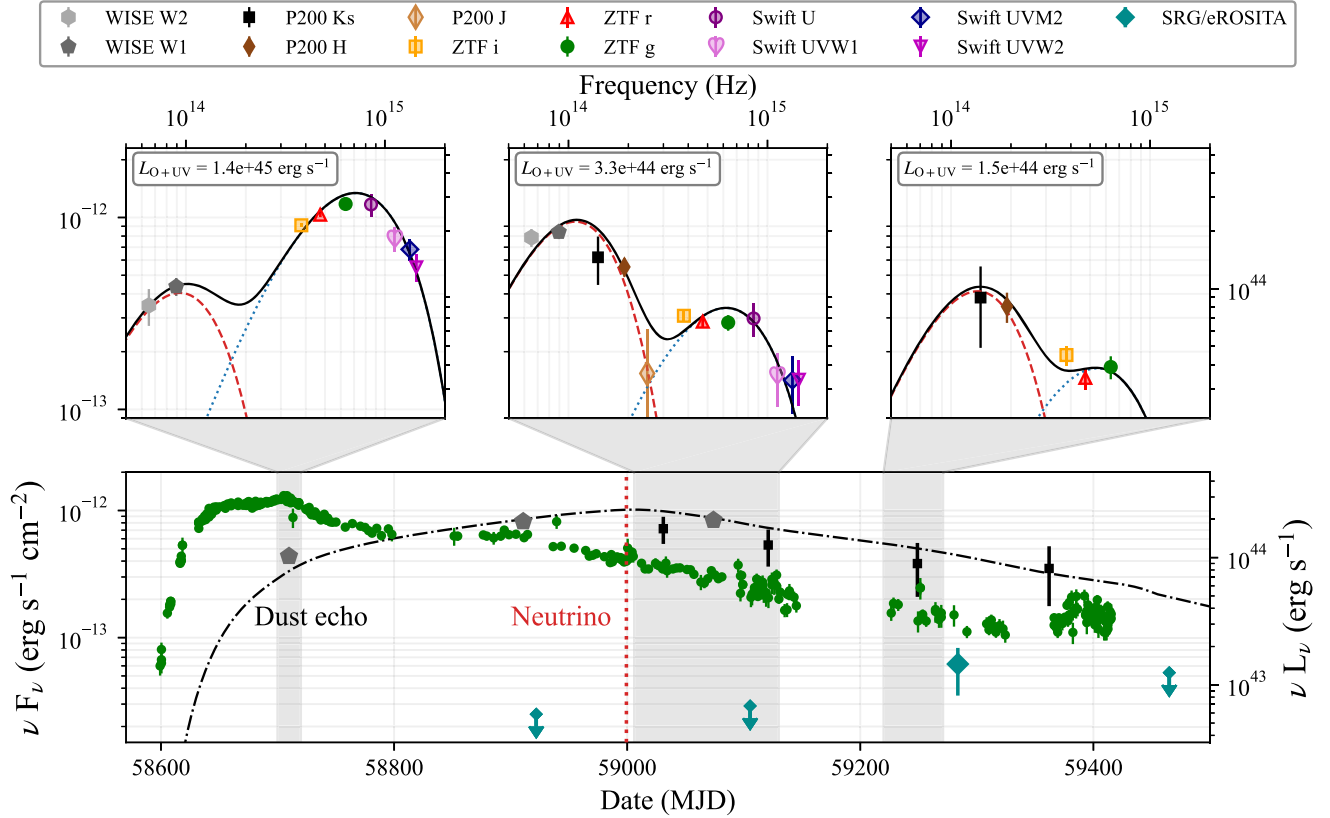 WISE W2 P200 Ks P200 J ZTF r Swift U Swift UVM2 SRG/eROSITA
WISE W1 P200 H ZTF i ZTF g Swift UVW1 Swift UVW2
Frequency (Hz)
10^14 10^15 10^14 10^15 10^14 10^15
L_O+UV = 1.4e+45 erg s^−1 L_O+UV = 3.3e+44 erg s^−1 L_O+UV = 1.5e+44 erg s^−1
10^−12
10^44
10^−13
ν F_ν (erg s^−1 cm^−2)
10^−12
10^−13
Dust echo
Neutrino
10^44
10^43
ν L_ν (erg s^−1)
58600 58800 59000 59200 59400
Date (MJD)